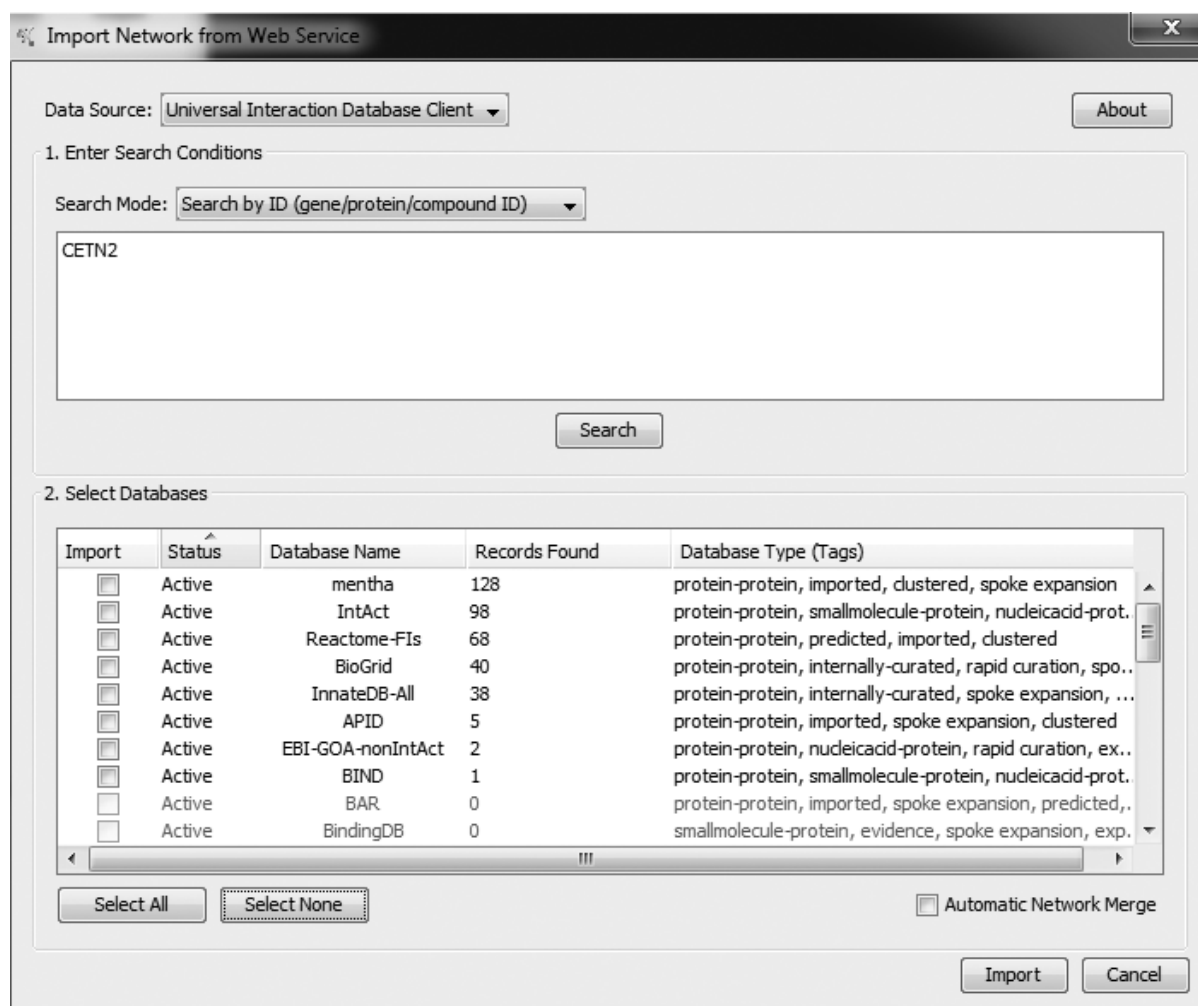 Import Network from Web Service
X
Data Source: Universal Interaction Database Client
About
1. Enter Search Conditions
Search Mode: Search by ID (gene/protein/compound ID)
CETN2
Search
2. Select Databases
Import Status Database Name Records Found Database Type (Tags)
Active mentha 128 protein-protein, imported, clustered, spoke expansion
Active IntAct 98 protein-protein, smallmolecule-protein, nucleicacid-prot..
Active Reactome-FIs 68 protein-protein, predicted, imported, clustered
Active BioGrid 40 protein-protein, internally-curated, rapid curation, spo..
Active InnateDB-All 38 protein-protein, internally-curated, spoke expansion, ...
Active APID 5 protein-protein, imported, spoke expansion, clustered
Active EBI-GOA-nonIntAct 2 protein-protein, nucleicacid-protein, rapid curation, ex..
Active BIND 1 protein-protein, smallmolecule-protein, nucleicacid-prot..
Active BAR 0 protein-protein, imported, spoke expansion, predicted,.
Active BindingDB 0 smallmolecule-protein, evidence, spoke expansion, exp.
Select All Select None Automatic Network Merge
Import Cancel